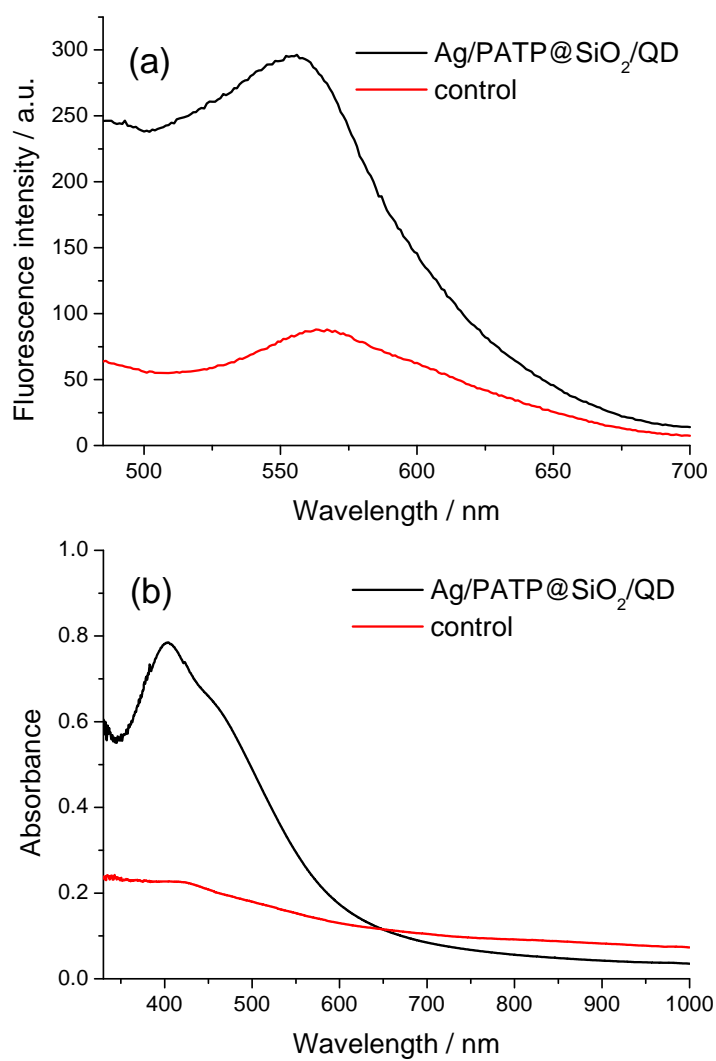 (a)
Ag/PATP@SiO₂/QD
control
300
250
200
150
100
50
0
Fluorescence intensity / a.u.
500 550 600 650 700
Wavelength / nm
(b)
Ag/PATP@SiO₂/QD
control
1.0
0.8
0.6
0.4
0.2
0.0
Absorbance
400 500 600 700 800 900 1000
Wavelength / nm